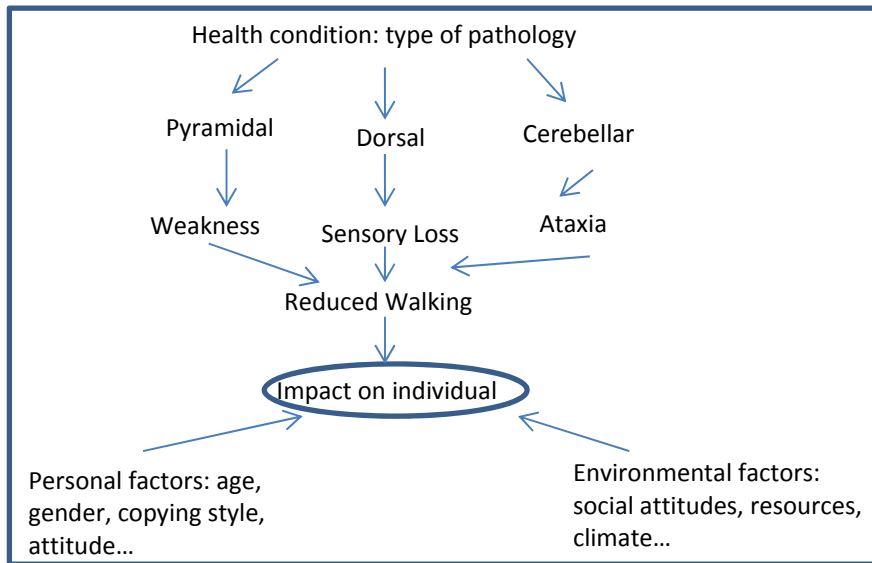 Health condition: type of pathology
Pyramidal
Dorsal
Cerebellar
Weakness
Sensory Loss
Ataxia
Reduced Walking
Impact on individual
Personal factors: age,
gender, copying style,
attitude…
Environmental factors:
social attitudes, resources,
climate…